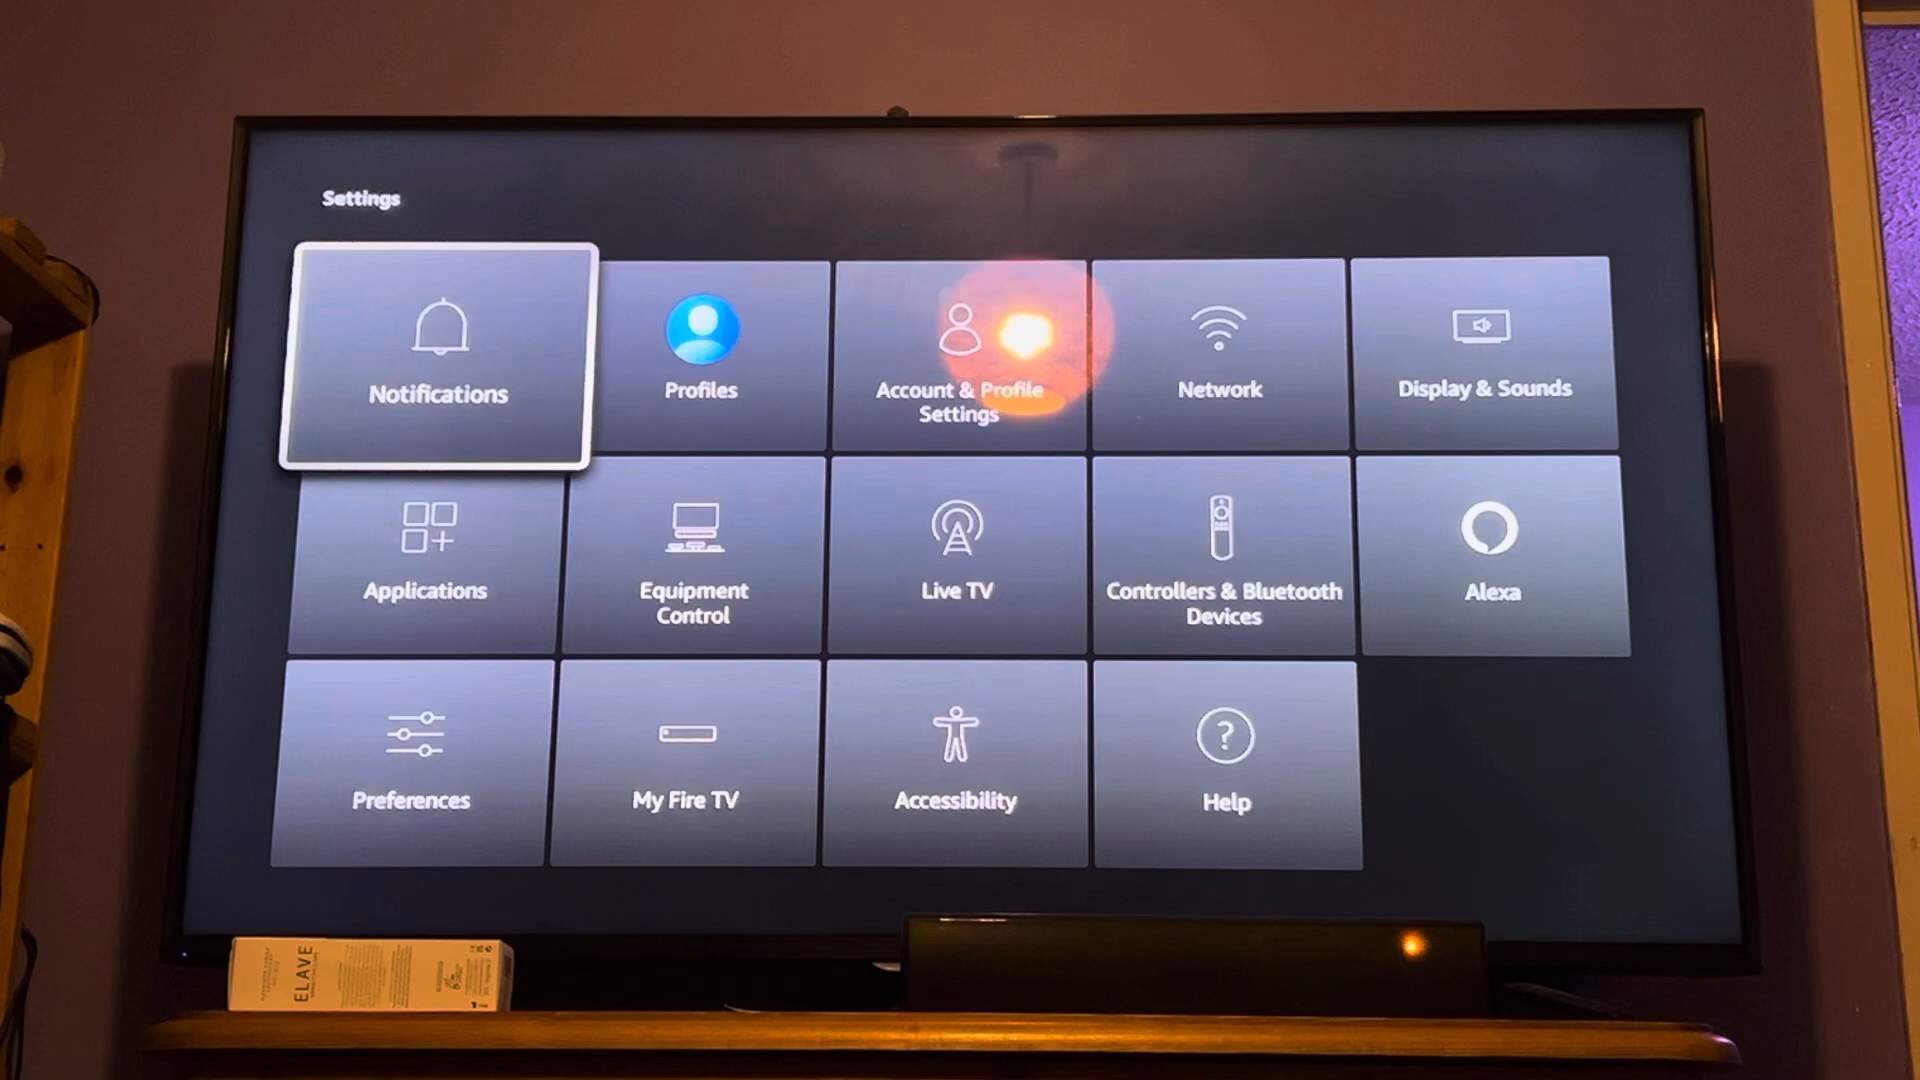 Settings
Notifications
Profiles
Account & Profile
Settings
Network
Display & Sounds
Applications
Equipment
Control
Live TV
Controllers & Bluetooth
Devices
Alexa
Preferences
My Fire TV
Accessibility
?
Help
ELAVE